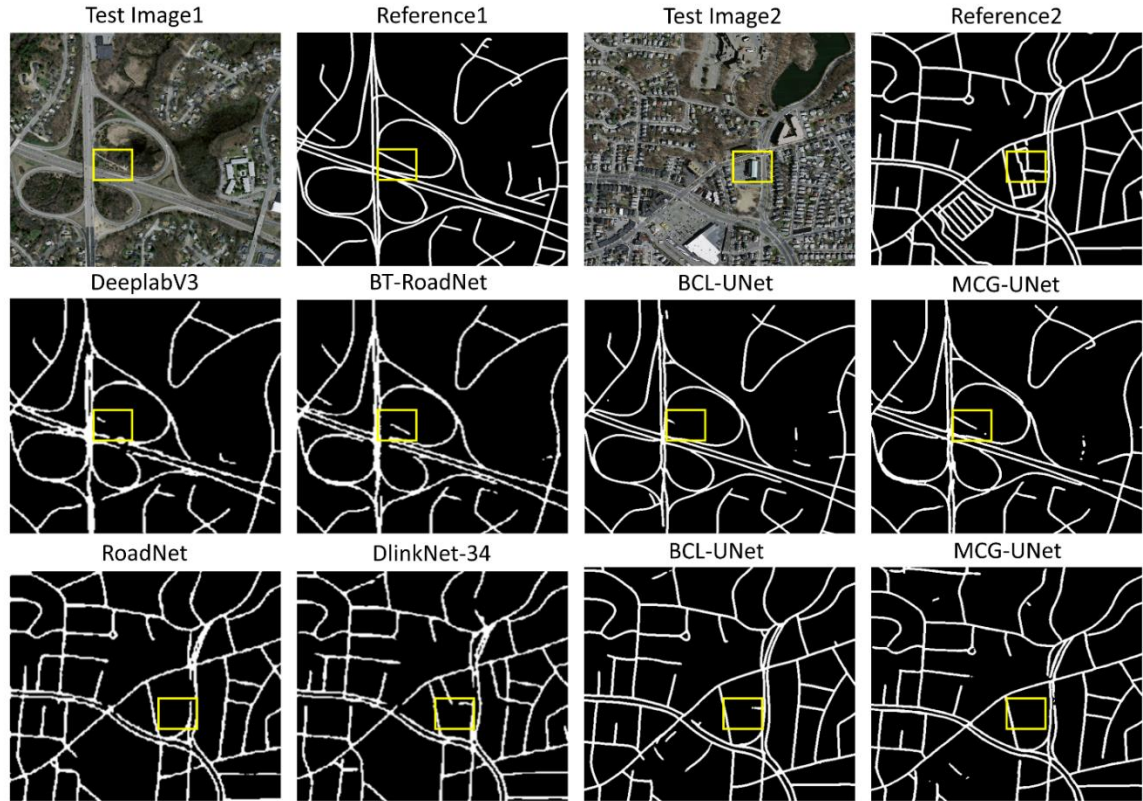 Test Image1
Reference1
Test Image2
Reference2
DeeplabV3
BT-RoadNet
BCL-UNet
MCG-UNet
RoadNet
DlinkNet-34
BCL-UNet
MCG-UNet